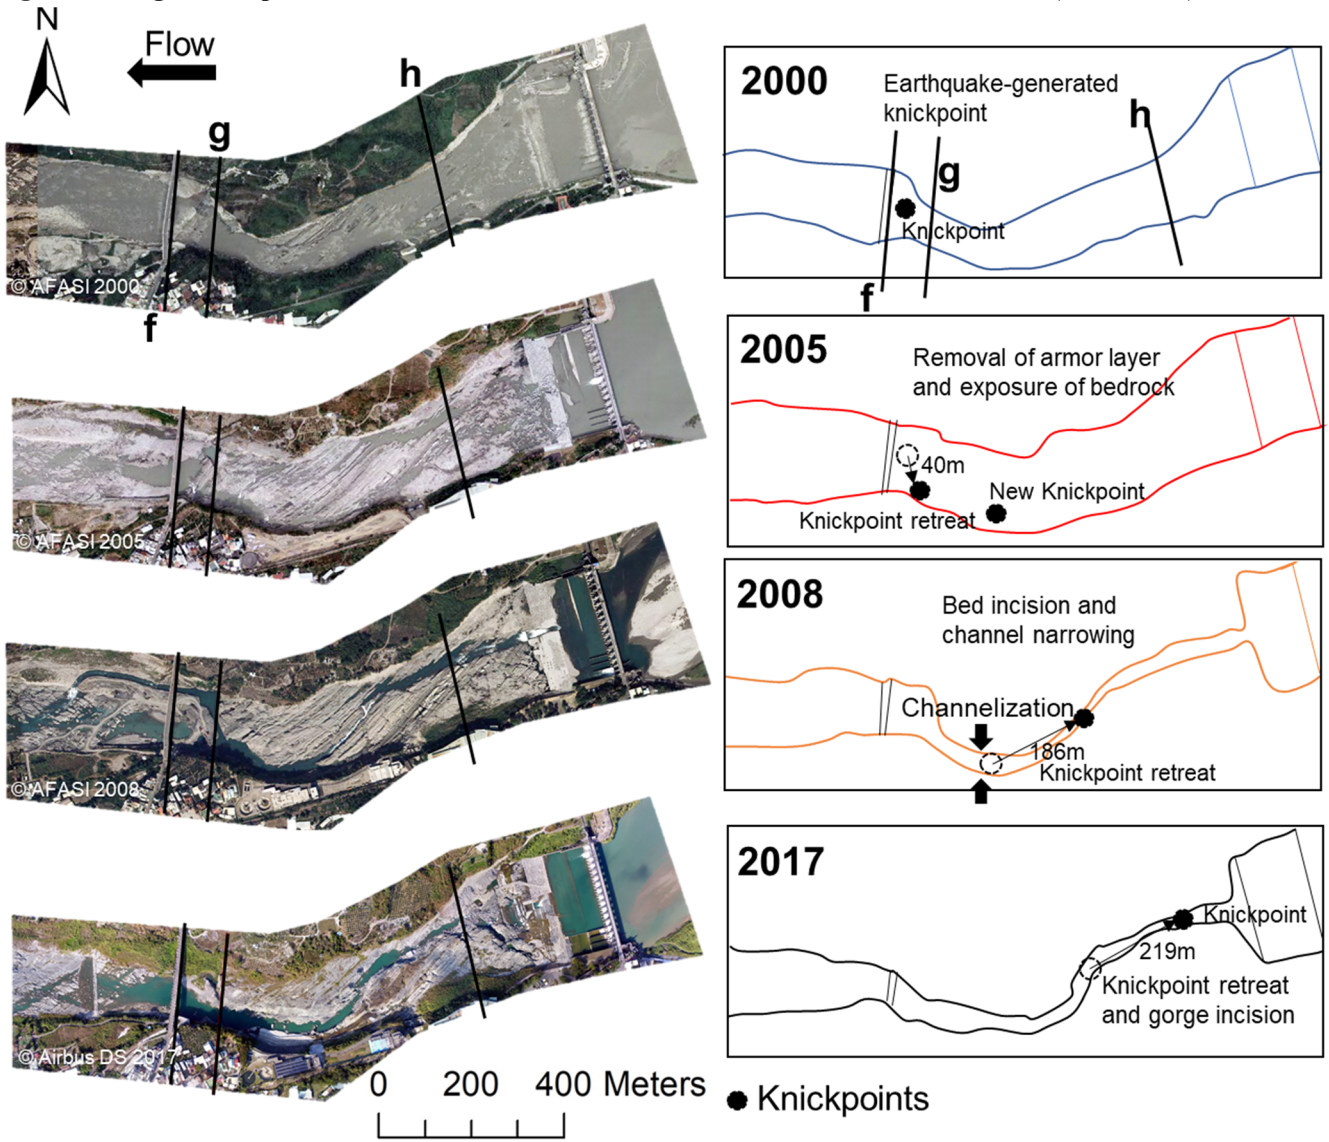 N
Flow
g
h
f
© AFASI 2000
© AFASI 2005
© AFASI 2008
© Airbus DS 2017
0 200 400 Meters
2000
Earthquake-generated
knickpoint
h
g
Knickpoint
f
2005
Removal of armor layer
and exposure of bedrock
40m
New Knickpoint
Knickpoint retreat
2008
Bed incision and
channel narrowing
Channelization
186m
Knickpoint retreat
2017
Knickpoint
219m
Knickpoint retreat
and gorge incision
Knickpoints